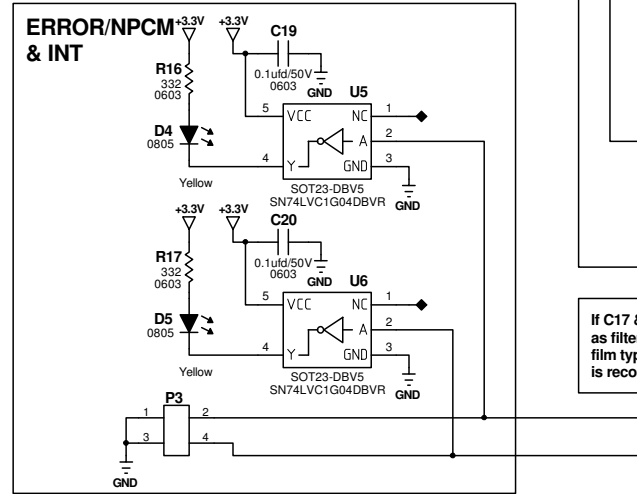 ERROR/NPCM
& INT
+3.3V +3.3V
C19
0.1ufd/50V
0603
GND
R16
332
0603
D4
0805
Yellow
U5
5 VCC NC 1
A 2
4 Y GND 3
SOT23-DBV5
SN74LVC1G04DBVR
GND
+3.3V +3.3V
C20
0.1ufd/50V
0603
GND
R17
332
0603
D5
0805
Yellow
U6
5 VCC NC 1
A 2
4 Y GND 3
SOT23-DBV5
SN74LVC1G04DBVR
GND
P3
1 2
3 4
GND
If C17 &
as filter
film typ
is reco